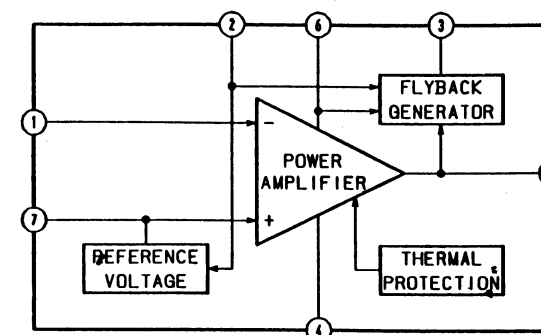 2 6 3
FLYBACK
GENERATOR
1
-
POWER
AMPLIFIER
7
+
REFERENCE
VOLTAGE
THERMAL
PROTECTION
4